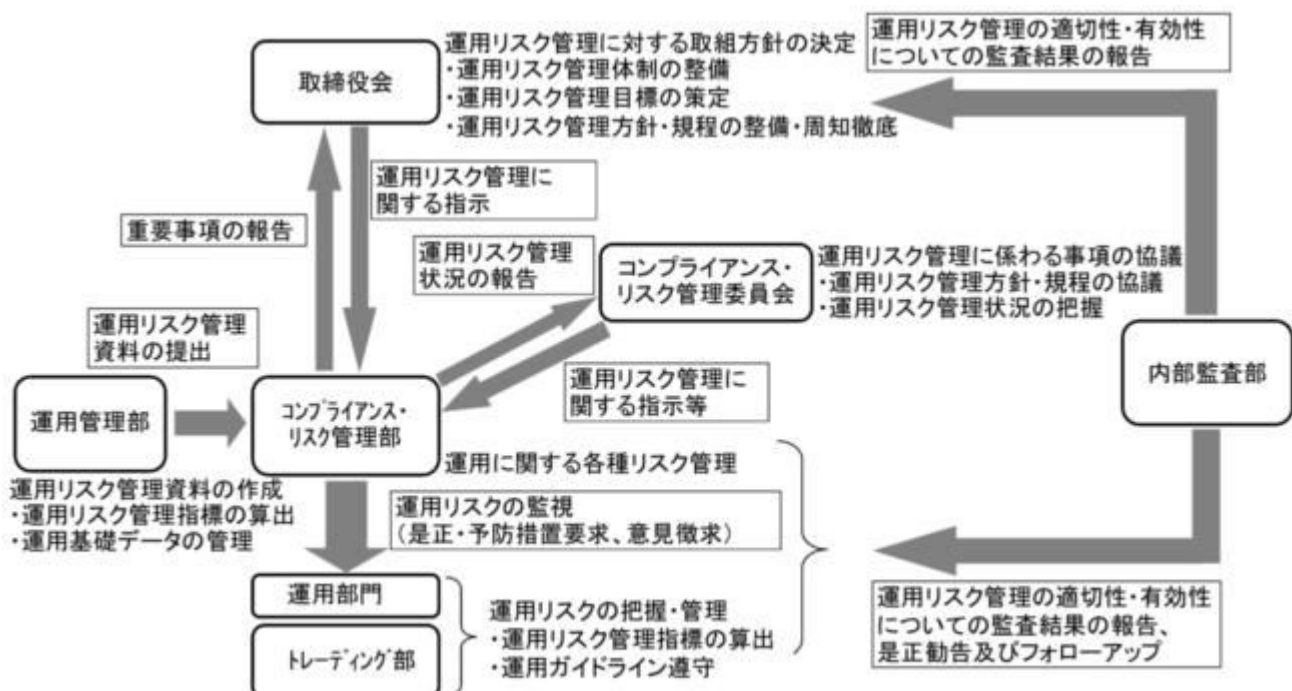 取締役会
運用リスク管理に対する取組方針の決定
・運用リスク管理体制の整備
・運用リスク管理目標の策定
・運用リスク管理方針・規程の整備・周知徹底
運用リスク管理の適切性・有効性
についての監査結果の報告
運用リスク管理に
関する指示
重要事項の報告
運用リスク管理
状況の報告
コンプライアンス・
リスク管理委員会
運用リスク管理に係わる事項の協議
・運用リスク管理方針・規程の協議
・運用リスク管理状況の把握
運用リスク管理
資料の提出
運用リスク管理に
関する指示等
内部監査部
運用管理部
コンプライアンス・
リスク管理部
運用に関する各種リスク管理
運用リスク管理資料の作成
・運用リスク管理指標の算出
・運用基礎データの管理
運用リスクの監視
(是正・予防措置要求、意見徴求)
運用部門
トレーディング部
運用リスクの把握・管理
・運用リスク管理指標の算出
・運用ガイドライン遵守
運用リスク管理の適切性・有効性
についての監査結果の報告、
是正勧告及びフォローアップ